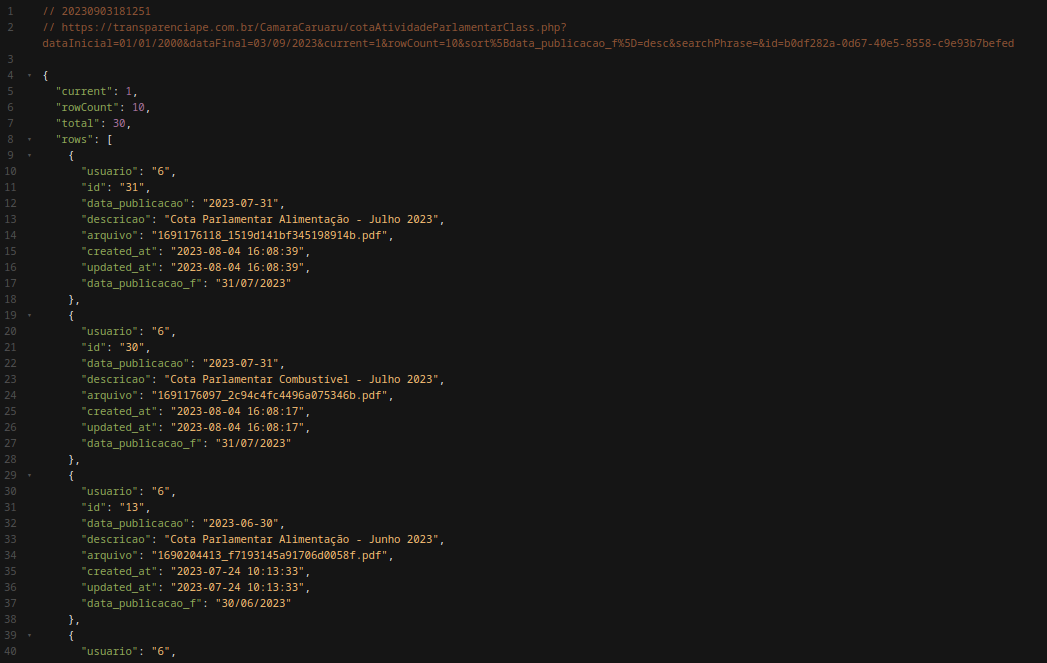 1 // 20230903181251
2 // https://transparenciape.com.br/CamaraCaruaru/cotaAtividadeParlamentarClass.php?
dataInicial=01/01/2000&dataFinal=03/09/2023&current=1&rowCount=10&sort%5Bdata_publicacao_f%5D=desc&searchPhrase=&id=b0df282a-0d67-40e5-8558-c9e93b7befed
3
4 {
5 "current": 1,
6 "rowCount": 10,
7 "total": 30,
8 "rows": [
9 {
10 "usuario": "6",
11 "id": "31",
12 "data_publicacao": "2023-07-31",
13 "descricao": "Cota Parlamentar Alimentação - Julho 2023",
14 "arquivo": "1691176118_1519d141bf345198914b.pdf",
15 "created_at": "2023-08-04 16:08:39",
16 "updated_at": "2023-08-04 16:08:39",
17 "data_publicacao_f": "31/07/2023"
18 },
19 {
20 "usuario": "6",
21 "id": "30",
22 "data_publicacao": "2023-07-31",
23 "descricao": "Cota Parlamentar Combustível - Julho 2023",
24 "arquivo": "1691176097_2c94c4fc4496a075346b.pdf",
25 "created_at": "2023-08-04 16:08:17",
26 "updated_at": "2023-08-04 16:08:17",
27 "data_publicacao_f": "31/07/2023"
28 },
29 {
30 "usuario": "6",
31 "id": "13",
32 "data_publicacao": "2023-06-30",
33 "descricao": "Cota Parlamentar Alimentação - Junho 2023",
34 "arquivo": "1690204413_f7193145a91706d0058f.pdf",
35 "created_at": "2023-07-24 10:13:33",
36 "updated_at": "2023-07-24 10:13:33",
37 "data_publicacao_f": "30/06/2023"
38 },
39 {
40 "usuario": "6",